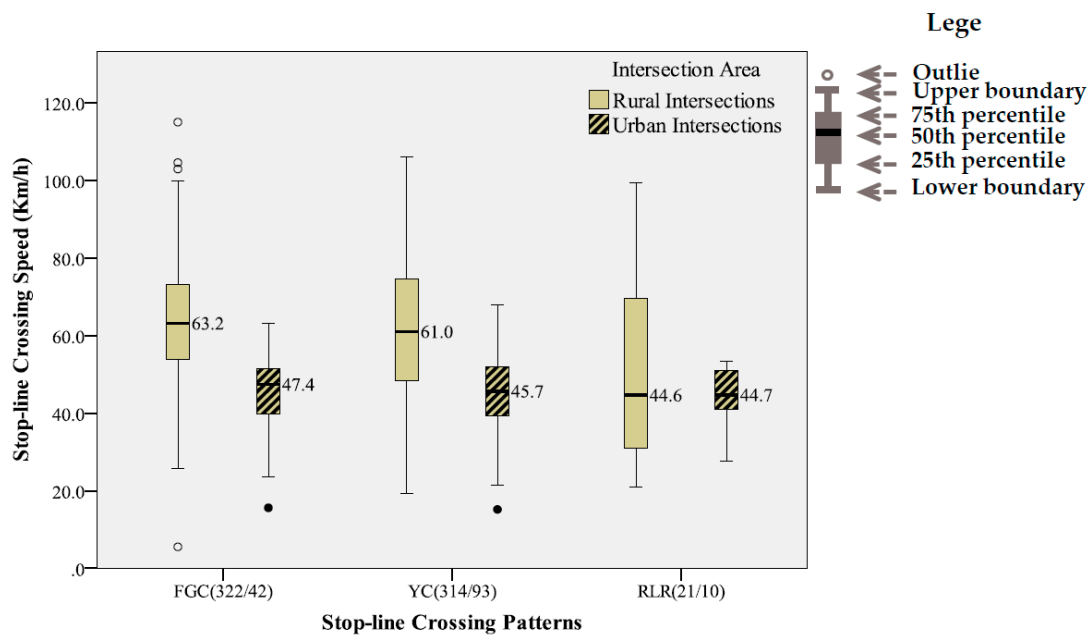 Lege
Outlie
Upper boundary
75th percentile
50th percentile
25th percentile
Lower boundary
Intersection Area
Rural Intersections
Urban Intersections
Stop-line Crossing Speed (Km/h)
120.0
100.0
80.0
60.0
40.0
20.0
.0
63.2
47.4
61.0
45.7
44.6
44.7
FGC(322/42)
YC(314/93)
RLR(21/10)
Stop-line Crossing Patterns